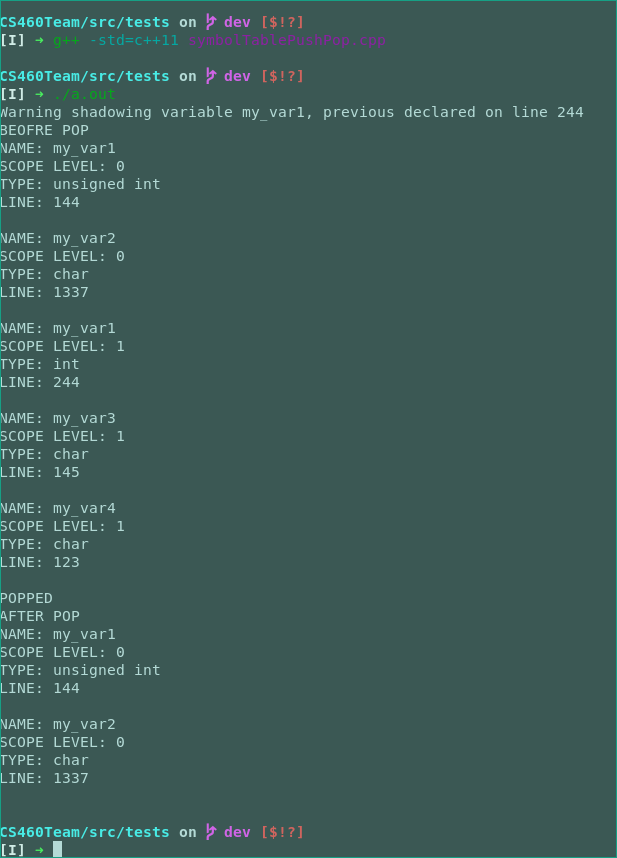 CS460Team/src/tests on dev [$!?]
[I] ➜ g++ -std=c++11 symbolTablePushPop.cpp
CS460Team/src/tests on dev [$!?]
[I] ➜ ./a.out
Warning shadowing variable my_var1, previous declared on line 244
BEOFRE POP
NAME: my_var1
SCOPE LEVEL: 0
TYPE: unsigned int
LINE: 144
NAME: my_var2
SCOPE LEVEL: 0
TYPE: char
LINE: 1337
NAME: my_var1
SCOPE LEVEL: 1
TYPE: int
LINE: 244
NAME: my_var3
SCOPE LEVEL: 1
TYPE: char
LINE: 145
NAME: my_var4
SCOPE LEVEL: 1
TYPE: char
LINE: 123
POPPED
AFTER POP
NAME: my_var1
SCOPE LEVEL: 0
TYPE: unsigned int
LINE: 144
NAME: my_var2
SCOPE LEVEL: 0
TYPE: char
LINE: 1337
CS460Team/src/tests on dev [$!?]
[I] ➜